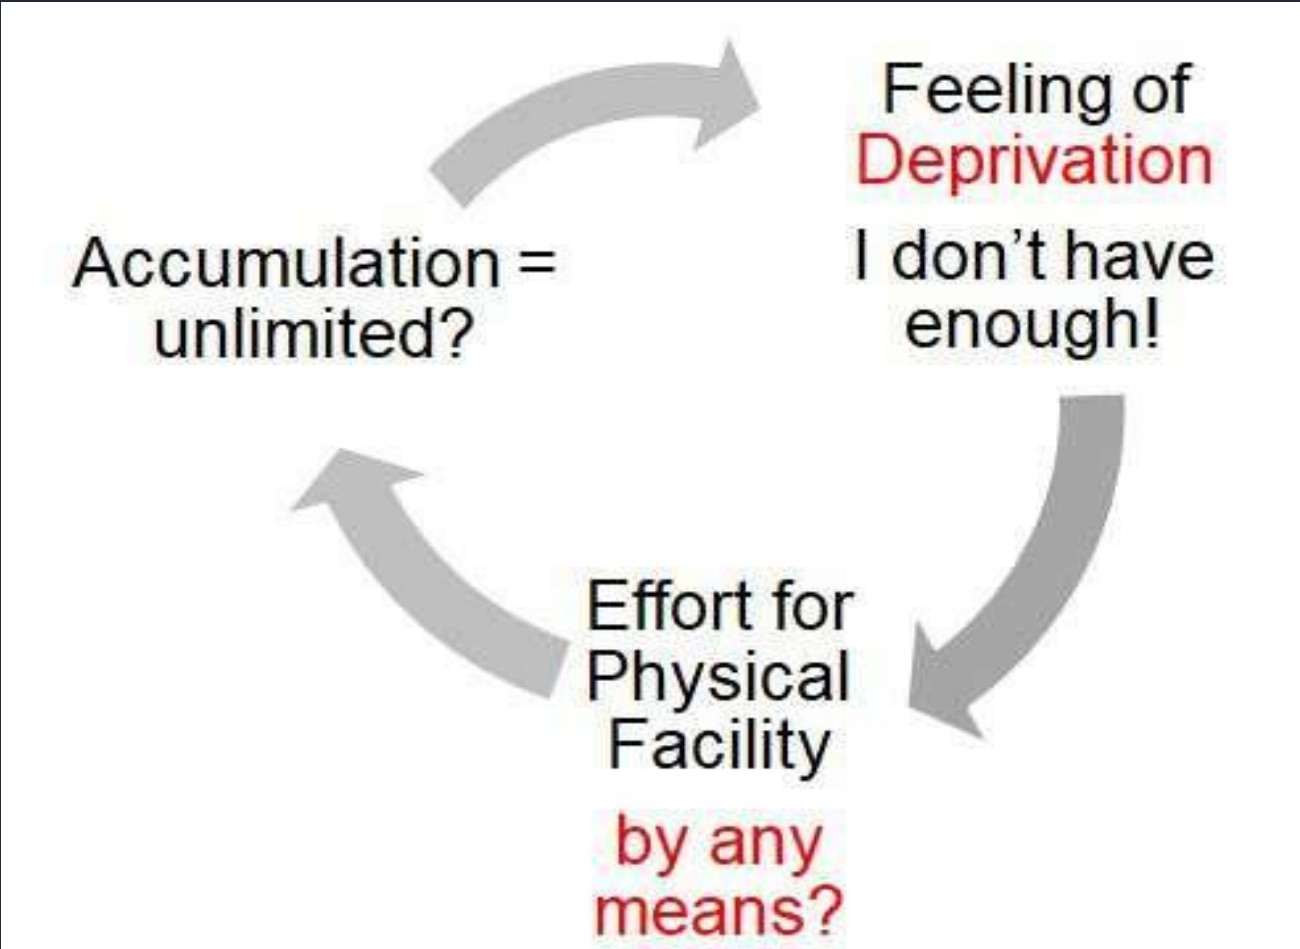 Feeling of
Deprivation
I don’t have
enough!
Accumulation =
unlimited?
Effort for
Physical
Facility
by any
means?